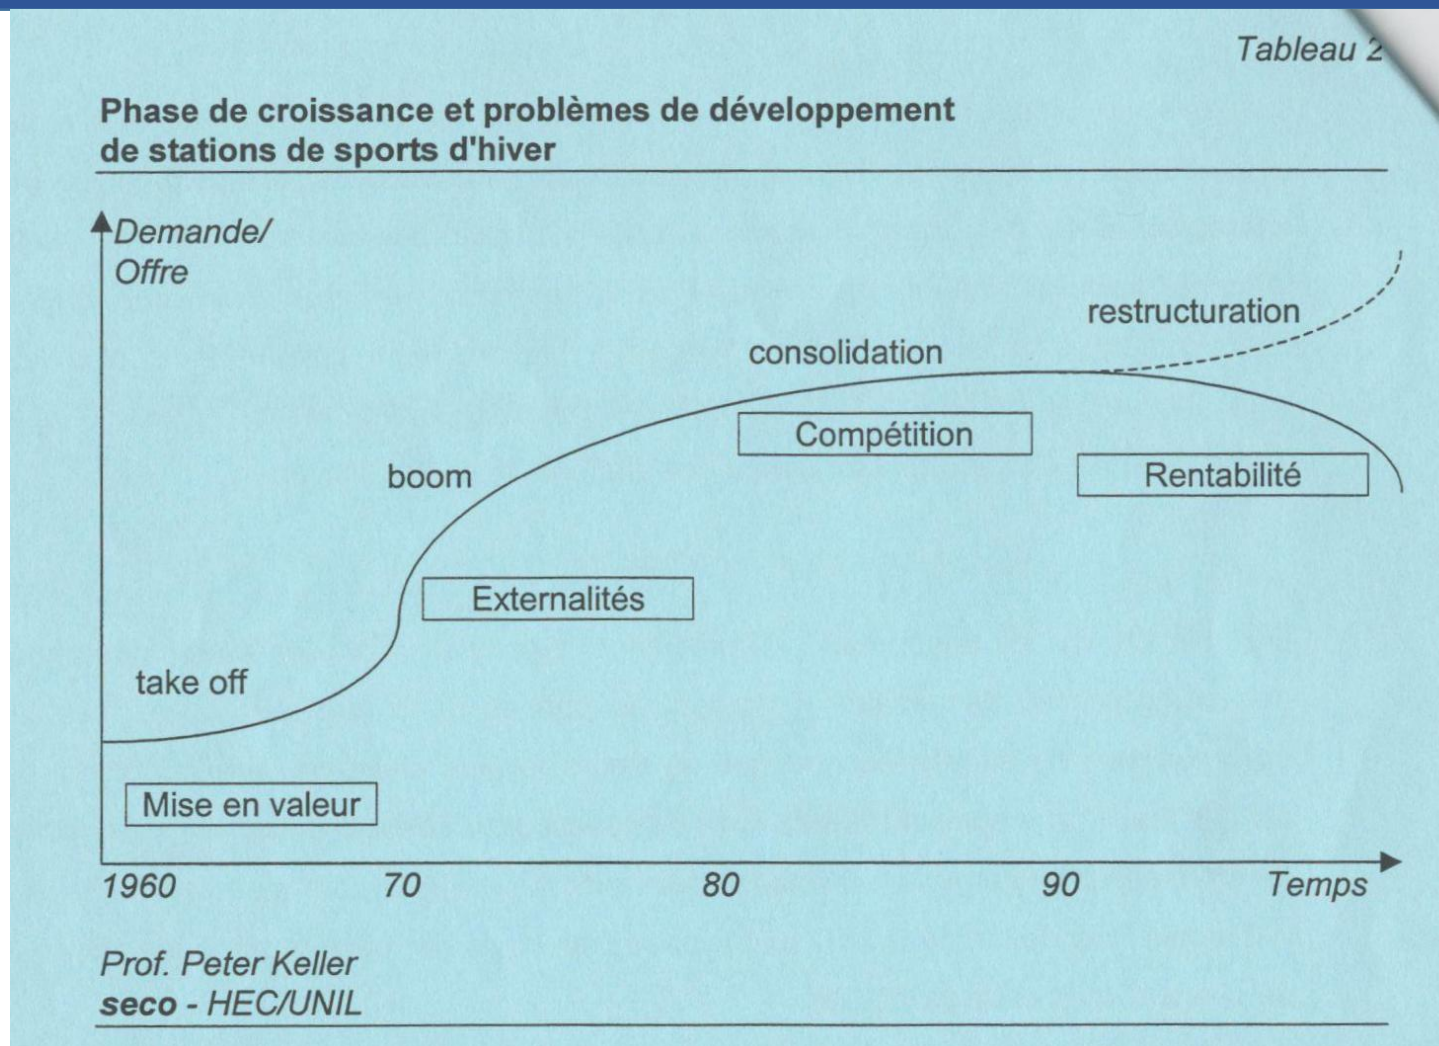 Tableau 2
Phase de croissance et problèmes de développement
de stations de sports d'hiver
Demande/
Offre
restructuration
consolidation
Compétition
Rentabilité
boom
Externalités
take off
Mise en valeur
1960 70 80 90 Temps
Prof. Peter Keller
seco - HEC/UNIL